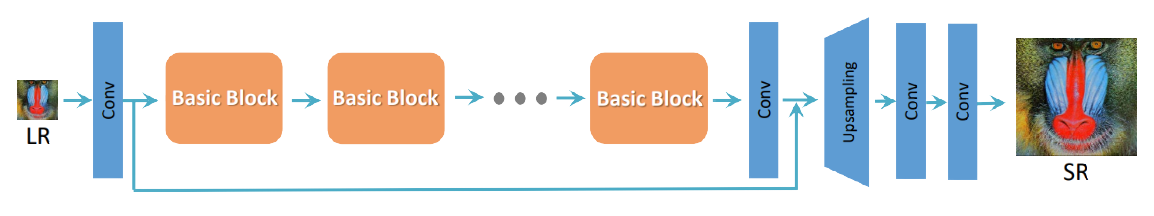 LR
Conv
Basic Block
Basic Block
Basic Block
Conv
Upsampling
Conv
Conv
SR